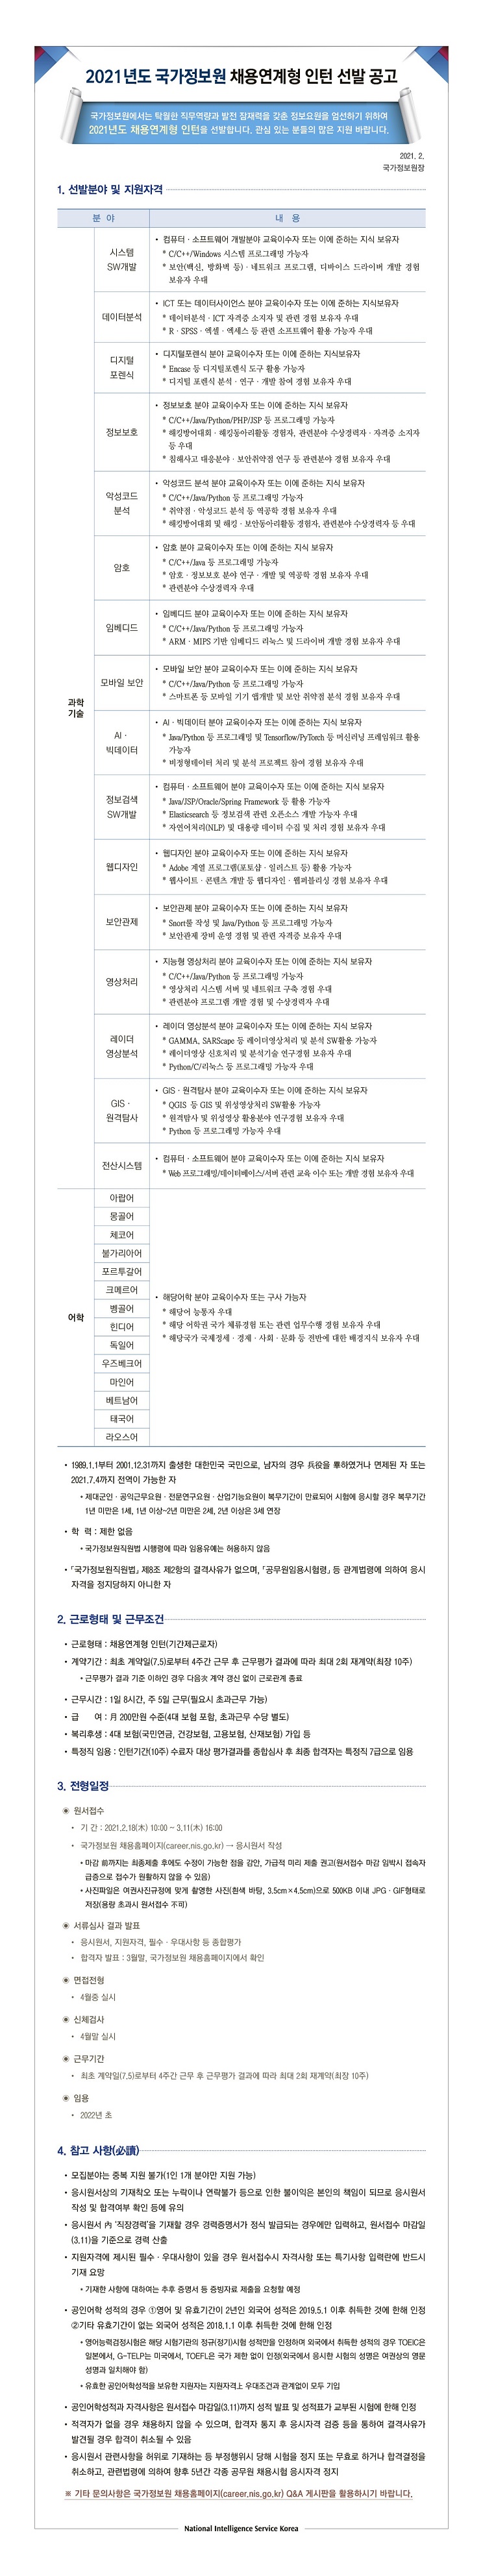 2021년도 국가정보원 채용연계형 인턴 선발 공고
국가정보원에서는 탁월한 직무역량과 발전 잠재력을 갖춘 정보요원을 엄선하기 위하여
2021년도 채용연계형 인턴을 선발합니다. 관심 있는 분들의 많은 지원 바랍니다.
2021. 2.
국가정보원장
1. 선발분야 및 지원자격
분 야
내 용
과학
기술
시스템
SW개발
• 컴퓨터 · 소프트웨어 개발분야 교육이수자 또는 이에 준하는 지식 보유자
* C/C++/Windows 시스템 프로그래밍 가능자
* 보안(백신, 방화벽 등) · 네트워크 프로그램, 디바이스 드라이버 개발 경험
보유자 우대
데이터분석
• ICT 또는 데이터사이언스 분야 교육이수자 또는 이에 준하는 지식보유자
* 데이터분석 · ICT 자격증 소지자 및 관련 경험 보유자 우대
* R · SPSS · 엑셀 · 엑세스 등 관련 소프트웨어 활용 가능자 우대
디지털
포렌식
• 디지털포렌식 분야 교육이수자 또는 이에 준하는 지식보유자
* Encase 등 디지털포렌식 도구 활용 가능자
* 디지털 포렌식 분석 · 연구 · 개발 참여 경험 보유자 우대
정보보호
• 정보보호 분야 교육이수자 또는 이에 준하는 지식 보유자
* C/C++/Java/Python/PHP/JSP 등 프로그래밍 가능자
* 해킹방어대회 · 해킹동아리활동 경험자, 관련분야 수상경력자 · 자격증 소지자
등 우대
* 침해사고 대응분야 · 보안취약점 연구 등 관련분야 경험 보유자 우대
악성코드
분석
• 악성코드 분석 분야 교육이수자 또는 이에 준하는 지식 보유자
* C/C++/Java/Python 등 프로그래밍 가능자
* 취약점 · 악성코드 분석 등 역공학 경험 보유자 우대
* 해킹방어대회 및 해킹 · 보안동아리활동 경험자, 관련분야 수상경력자 등 우대
암호
• 암호 분야 교육이수자 또는 이에 준하는 지식 보유자
* C/C++/Java 등 프로그래밍 가능자
* 암호 · 정보보호 분야 연구 · 개발 및 역공학 경험 보유자 우대
* 관련분야 수상경력자 우대
임베디드
• 임베디드 분야 교육이수자 또는 이에 준하는 지식 보유자
* C/C++/Java/Python 등 프로그래밍 가능자
* ARM · MIPS 기반 임베디드 리눅스 및 드라이버 개발 경험 보유자 우대
모바일 보안
• 모바일 보안 분야 교육이수자 또는 이에 준하는 지식 보유자
* C/C++/Java/Python 등 프로그래밍 가능자
* 스마트폰 등 모바일 기기 앱개발 및 보안 취약점 분석 경험 보유자 우대
AI ·
빅데이터
• AI · 빅데이터 분야 교육이수자 또는 이에 준하는 지식 보유자
* Java/Python 등 프로그래밍 및 Tensorflow/PyTorch 등 머신러닝 프레임워크 활용
가능자
* 비정형데이터 처리 및 분석 프로젝트 참여 경험 보유자 우대
정보검색
SW개발
• 컴퓨터 · 소프트웨어 분야 교육이수자 또는 이에 준하는 지식 보유자
* Java/JSP/Oracle/Spring Framework 등 활용 가능자
* Elasticsearch 등 정보검색 관련 오픈소스 개발 가능자 우대
* 자연어처리(NLP) 및 대용량 데이터 수집 및 처리 경험 보유자 우대
웹디자인
• 웹디자인 분야 교육이수자 또는 이에 준하는 지식 보유자
* Adobe 계열 프로그램(포토샵 · 일러스트 등) 활용 가능자
* 웹사이트 · 콘텐츠 개발 등 웹디자인 · 웹퍼블리싱 경험 보유자 우대
보안관제
• 보안관제 분야 교육이수자 또는 이에 준하는 지식 보유자
* Snort룰 작성 및 Java/Python 등 프로그래밍 가능자
* 보안관제 장비 운영 경험 및 관련 자격증 보유자 우대
영상처리
• 지능형 영상처리 분야 교육이수자 또는 이에 준하는 지식 보유자
* C/C++/Java/Python 등 프로그래밍 가능자
* 영상처리 시스템 서버 및 네트워크 구축 경험 우대
* 관련분야 프로그램 개발 경험 및 수상경력자 우대
레이더
영상분석
• 레이더 영상분석 분야 교육이수자 또는 이에 준하는 지식 보유자
* GAMMA, SARScape 등 레이더영상처리 및 분석 SW활용 가능자
* 레이더영상 신호처리 및 분석기술 연구경험 보유자 우대
* Python/C/리눅스 등 프로그래밍 가능자 우대
GIS ·
원격탐사
• GIS · 원격탐사 분야 교육이수자 또는 이에 준하는 지식 보유자
* QGIS 등 GIS 및 위성영상처리 SW활용 가능자
* 원격탐사 및 위성영상 활용분야 연구경험 보유자 우대
* Python 등 프로그래밍 가능자 우대
전산시스템
• 컴퓨터 · 소프트웨어 분야 교육이수자 또는 이에 준하는 지식 보유자
* Web 프로그래밍/데이터베이스/서버 관련 교육 이수 또는 개발 경험 보유자 우대
어학
아랍어
몽골어
체코어
불가리아어
포르투갈어
크메르어
벵골어
힌디어
독일어
우즈베크어
마인어
베트남어
태국어
라오스어
• 해당어학 분야 교육이수자 또는 구사 가능자
* 해당어 능통자 우대
* 해당 어학권 국가 체류경험 또는 관련 업무수행 경험 보유자 우대
* 해당국가 국제정세 · 경제 · 사회 · 문화 등 전반에 대한 배경지식 보유자 우대
• 1989.1.1부터 2001.12.31까지 출생한 대한민국 국민으로, 남자의 경우 兵役을 畢하였거나 면제된 자 또는
2021.7.4까지 전역이 가능한 자
* 제대군인 · 공익근무요원 · 전문연구요원 · 산업기능요원이 복무기간이 만료되어 시험에 응시할 경우 복무기간
1년 미만은 1세, 1년 이상~2년 미만은 2세, 2년 이상은 3세 연장
• 학 력 : 제한 없음
* 국가정보원직원법 시행령에 따라 임용유예는 허용하지 않음
• 「국가정보원직원법」 제8조 제2항의 결격사유가 없으며, 「공무원임용시험령」 등 관계법령에 의하여 응시
자격을 정지당하지 아니한 자
2. 근로형태 및 근무조건
• 근로형태 : 채용연계형 인턴(기간제근로자)
• 계약기간 : 최초 계약일(7.5)로부터 4주간 근무 후 근무평가 결과에 따라 최대 2회 재계약(최장 10주)
* 근무평가 결과 기준 이하인 경우 다음次 계약 갱신 없이 근로관계 종료
• 근무시간 : 1일 8시간, 주 5일 근무(필요시 초과근무 가능)
• 급 여 : 月 200만원 수준(4대 보험 포함, 초과근무 수당 별도)
• 복리후생 : 4대 보험(국민연금, 건강보험, 고용보험, 산재보험) 가입 등
• 특정직 임용 : 인턴기간(10주) 수료자 대상 평가결과를 종합심사 후 최종 합격자는 특정직 7급으로 임용
3. 전형일정
◉ 원서접수
• 기 간 : 2021.2.18(木) 10:00 ~ 3.11(木) 16:00
• 국가정보원 채용홈페이지(career.nis.go.kr) → 응시원서 작성
* 마감 前까지는 최종제출 후에도 수정이 가능한 점을 감안, 가급적 미리 제출 권고(원서접수 마감 임박시 접속자
급증으로 접수가 원활하지 않을 수 있음)
* 사진파일은 여권사진규정에 맞게 촬영한 사진(흰색 바탕, 3.5cm×4.5cm)으로 500KB 이내 JPG · GIF형태로
저장(용량 초과시 원서접수 不可)
◉ 서류심사 결과 발표
• 응시원서, 지원자격, 필수 · 우대사항 등 종합평가
• 합격자 발표 : 3월말, 국가정보원 채용홈페이지에서 확인
◉ 면접전형
• 4월중 실시
◉ 신체검사
• 4월말 실시
◉ 근무기간
• 최초 계약일(7.5)로부터 4주간 근무 후 근무평가 결과에 따라 최대 2회 재계약(최장 10주)
◉ 임용
• 2022년 초
4. 참고 사항(必讀)
• 모집분야는 중복 지원 불가(1인 1개 분야만 지원 가능)
• 응시원서상의 기재착오 또는 누락이나 연락불가 등으로 인한 불이익은 본인의 책임이 되므로 응시원서
작성 및 합격여부 확인 등에 유의
• 응시원서 內 '직장경력'을 기재할 경우 경력증명서가 정식 발급되는 경우에만 입력하고, 원서접수 마감일
(3.11)을 기준으로 경력 산출
• 지원자격에 제시된 필수 · 우대사항이 있을 경우 원서접수시 자격사항 또는 특기사항 입력란에 반드시
기재 요망
* 기재한 사항에 대하여는 추후 증명서 등 증빙자료 제출을 요청할 예정
• 공인어학 성적의 경우 ①영어 및 유효기간이 2년인 외국어 성적은 2019.5.1 이후 취득한 것에 한해 인정
②기타 유효기간이 없는 외국어 성적은 2018.1.1 이후 취득한 것에 한해 인정
* 영어능력검정시험은 해당 시험기관의 정규(정기)시험 성적만을 인정하며 외국에서 취득한 성적의 경우 TOEIC은
일본에서, G-TELP는 미국에서, TOEFL은 국가 제한 없이 인정(외국에서 응시한 시험의 성명은 여권상의 영문
성명과 일치해야 함)
* 유효한 공인어학성적을 보유한 지원자는 지원자격上 우대조건과 관계없이 모두 기입
• 공인어학성적과 자격사항은 원서접수 마감일(3.11)까지 성적 발표 및 성적표가 교부된 시험에 한해 인정
• 적격자가 없을 경우 채용하지 않을 수 있으며, 합격자 통지 후 응시자격 검증 등을 통하여 결격사유가
발견될 경우 합격이 취소될 수 있음
• 응시원서 관련사항을 허위로 기재하는 등 부정행위시 당해 시험을 정지 또는 무효로 하거나 합격결정을
취소하고, 관련법령에 의하여 향후 5년간 각종 공무원 채용시험 응시자격 정지
※ 기타 문의사항은 국가정보원 채용홈페이지(career.nis.go.kr) Q&A 게시판을 활용하시기 바랍니다.
National Intelligence Service Korea